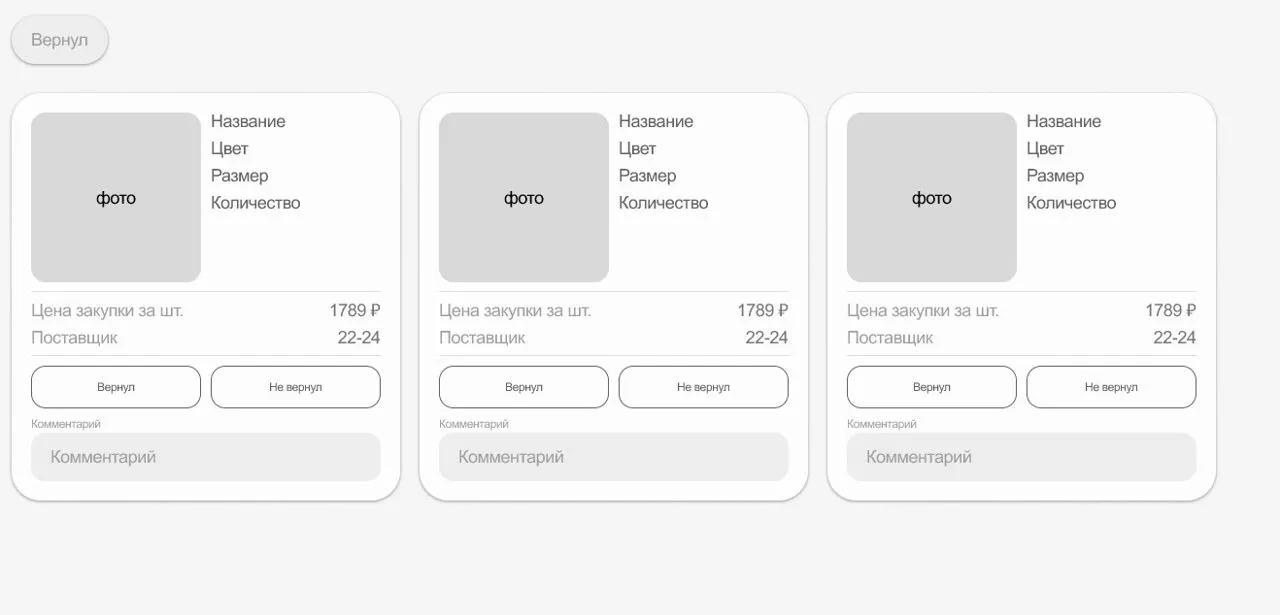 Вернул
фото
Название
Цвет
Размер
Количество
Цена закупки за шт. 1789 ₽
Поставщик 22-24
Вернул Не вернул
Комментарий
Комментарий
фото
Название
Цвет
Размер
Количество
Цена закупки за шт. 1789 ₽
Поставщик 22-24
Вернул Не вернул
Комментарий
Комментарий
фото
Название
Цвет
Размер
Количество
Цена закупки за шт. 1789 ₽
Поставщик 22-24
Вернул Не вернул
Комментарий
Комментарий